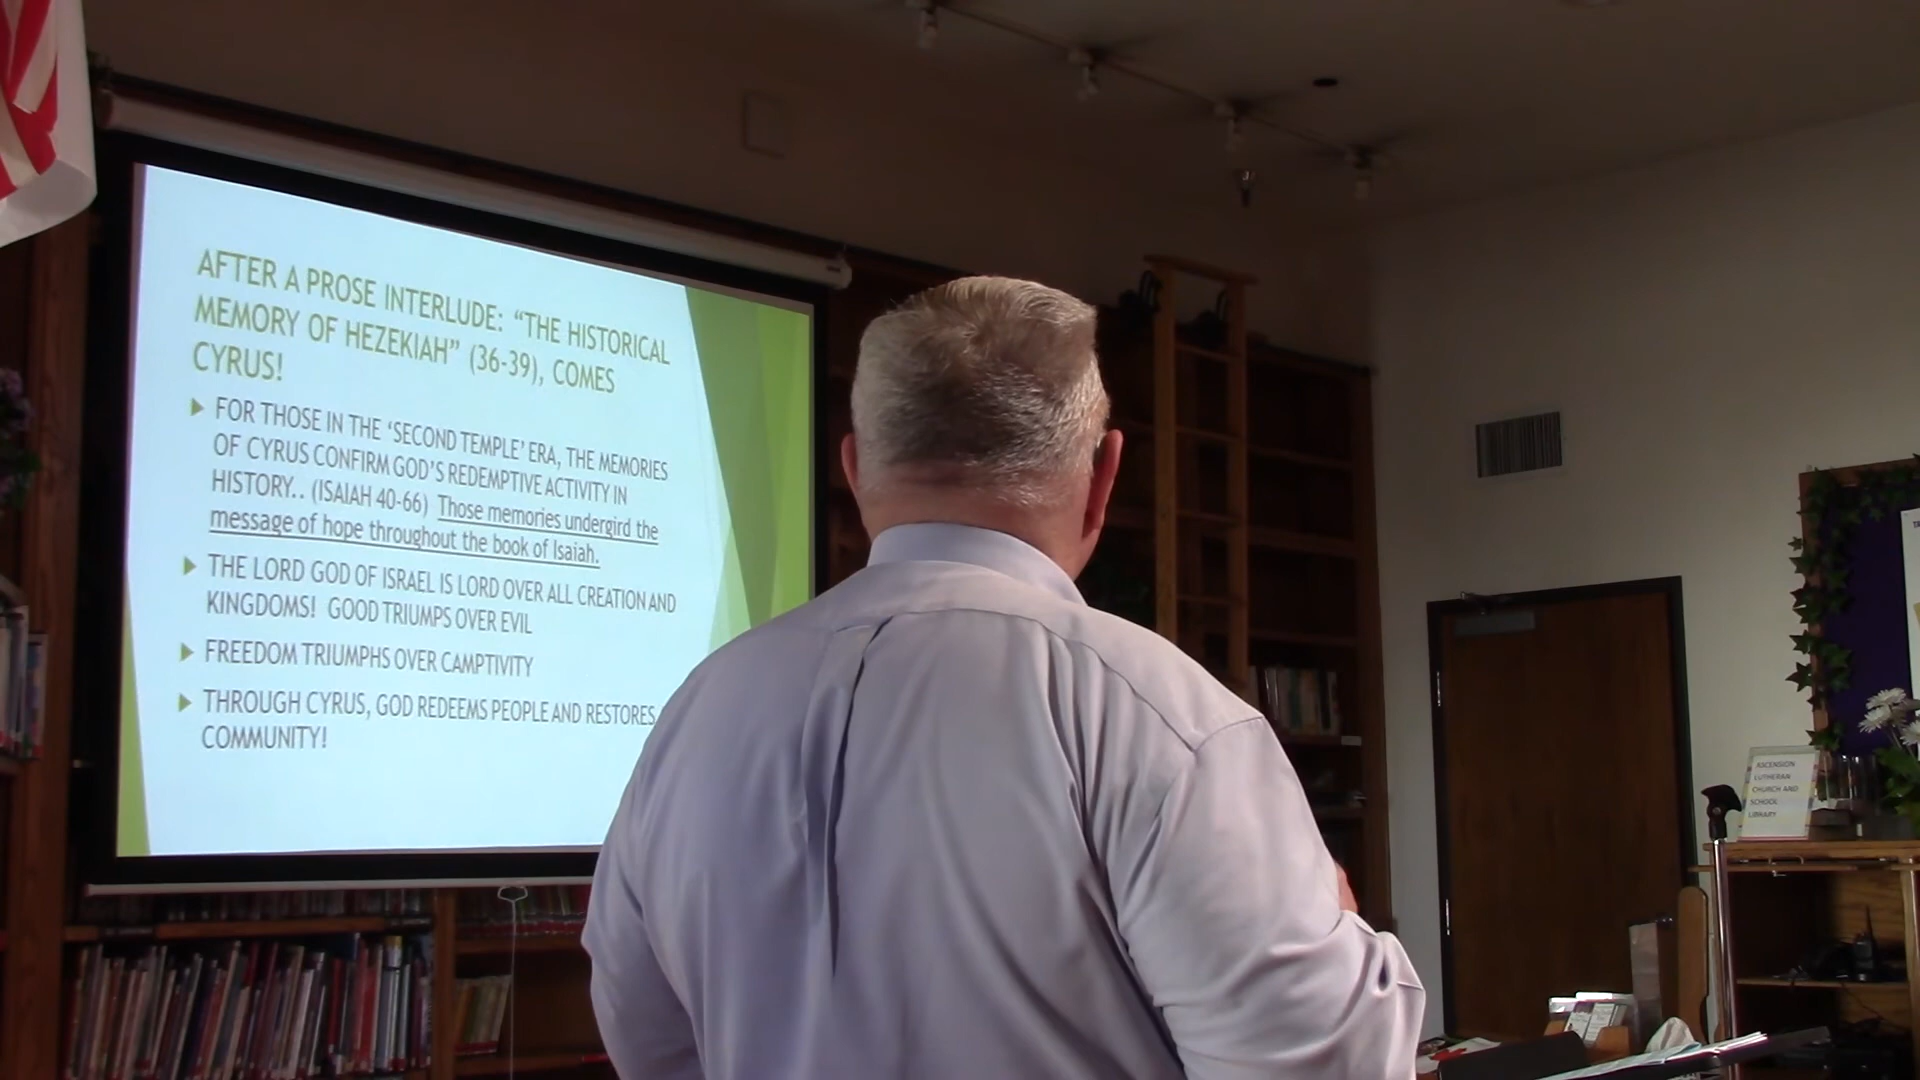 AFTER A PROSE INTERLUDE: “THE HISTORICAL
MEMORY OF HEZEKIAH” (36-39), COMES
CYRUS!
FOR THOSE IN THE ‘SECOND TEMPLE’ ERA, THE MEMORIES
OF CYRUS CONFIRM GOD’S REDEMPTIVE ACTIVITY IN
HISTORY.. (ISAIAH 40-66) Those memories undergird the
message of hope throughout the book of Isaiah.
THE LORD GOD OF ISRAEL IS LORD OVER ALL CREATION AND
KINGDOMS! GOOD TRIUMPS OVER EVIL
FREEDOM TRIUMPHS OVER CAMPTIVITY
THROUGH CYRUS, GOD REDEEMS PEOPLE AND RESTORES
COMMUNITY!
ASCENSION
LUTHERAN
CHURCH AND
SCHOOL
LIBRARY